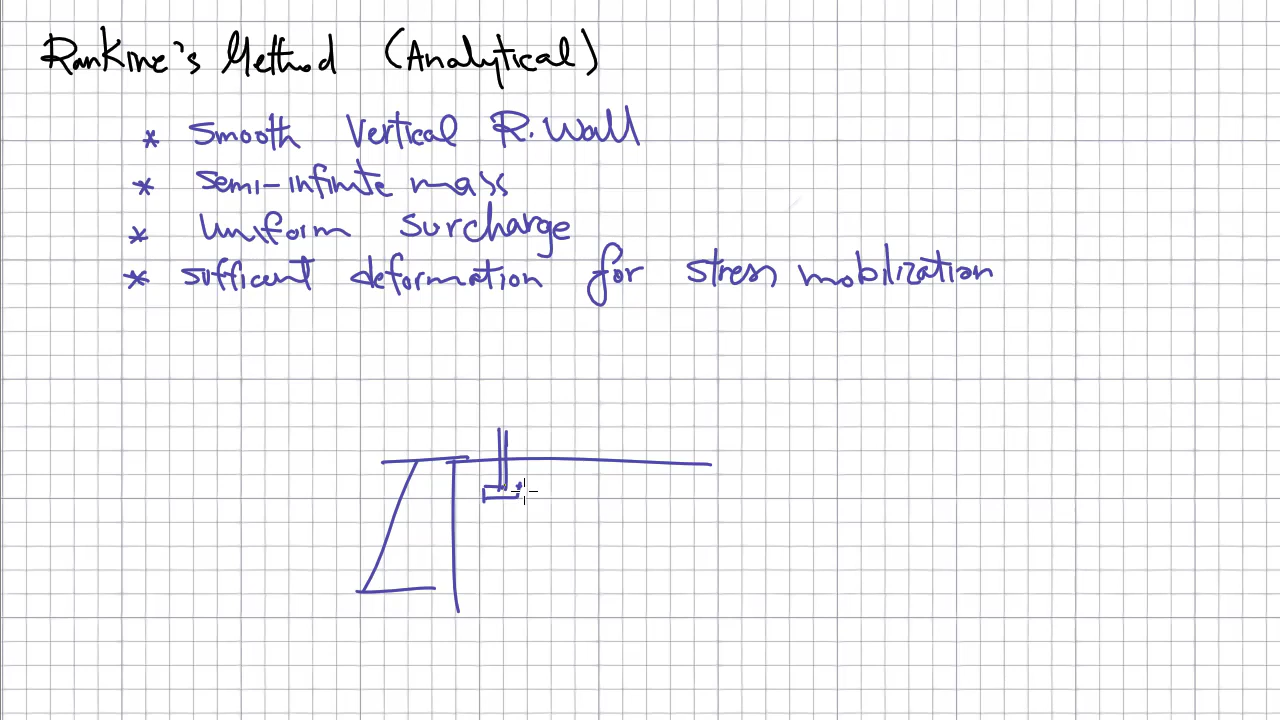 Rankine's Method (Analytical)
* Smooth Vertical R. Wall
* Semi-infinite mass
* Uniform Surcharge
* Sufficent deformation for stress mobilization